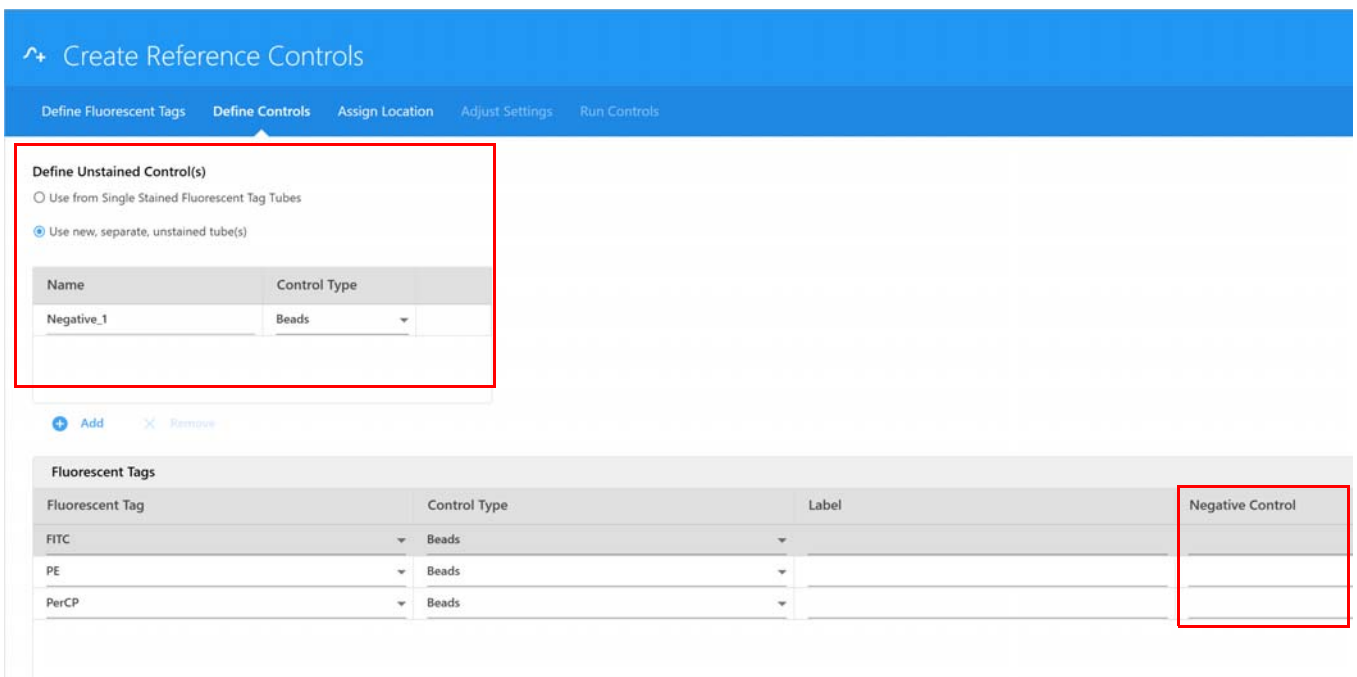 Create Reference Controls
Define Fluorescent Tags Define Controls Assign Location Adjust Settings Run Controls
Define Unstained Control(s)
Use from Single Stained Fluorescent Tag Tubes
Use new, separate, unstained tube(s)
Name Control Type
Negative_1 Beads
Add Remove
Fluorescent Tags
Fluorescent Tag Control Type Label Negative Control
FITC Beads
PE Beads
PerCP Beads